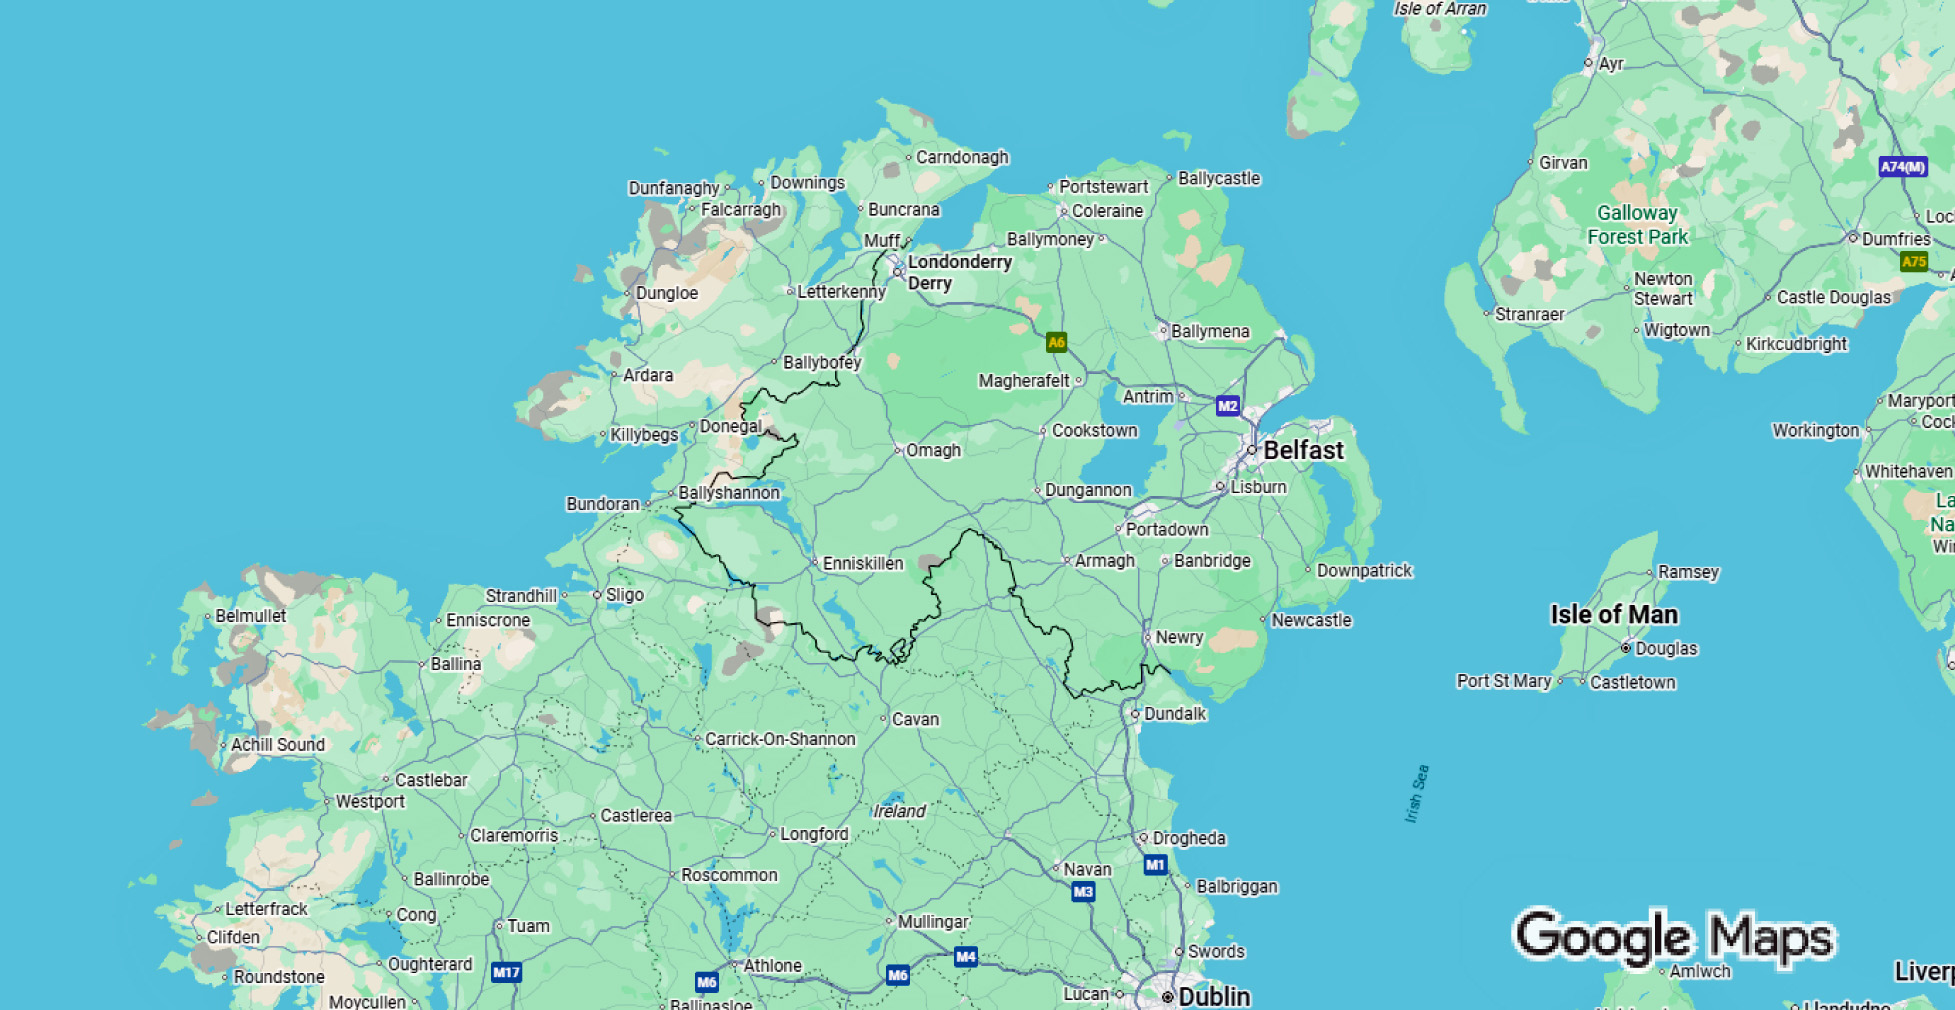 Isle of Arran
Ayr
Carndonagh
Girvan
A74(M)
Dunfanaghy
Downings
Portstewart
Ballycastle
Falcarragh
Buncrana
Coleraine
Galloway
Forest Park
Muff
Ballymoney
Dumfries
Londonderry
Derry
A75
Dungloe
Letterkenny
Newton
Stewart
Castle Douglas
Stranraer
Ballymena
Wigtown
A6
Kirkcudbright
Ballybofey
Ardara
Magherafelt
Antrim
M2
Maryport
Cock
Killybegs
Donegal
Cookstown
Workington
Omagh
Belfast
Whitehaven
Bundoran
Ballyshannon
Dungannon
Lisburn
La
Na
Portadown
Win
Enniskillen
Armagh
Banbridge
Downpatrick
Ramsey
Strandhill
Sligo
Belmullet
Enniscrone
Newcastle
Isle of Man
Newry
Douglas
Ballina
Port St Mary
Castletown
Cavan
Dundalk
Achill Sound
Carrick-On-Shannon
Castlebar
Irish Sea
Westport
Castlerea
Ireland
Claremorris
Longford
Drogheda
M1
Navan
Ballinrobe
Roscommon
M3
Balbriggan
Letterfrack
Cong
Tuam
Mullingar
Google Maps
Clifden
Swords
Oughterard
M17
Athlone
M4
M6
M6
Amlwch
Liverp
Roundstone
Moycullen
Ballinasloe
Lucan
Dublin
Llandudno